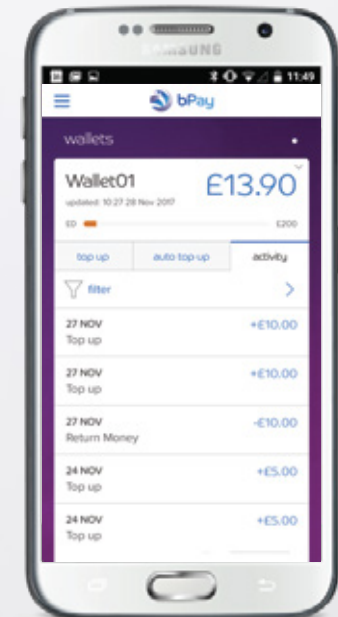 SAMSUNG
11:49
bPay
wallets
Wallet01
£13.90
updated: 10:27 28 Nov 2017
£0
£200
top up
auto top up
activity
filter
27 NOV
+£10.00
Top up
27 NOV
+£10.00
Top up
27 NOV
-£10.00
Return Money
24 NOV
+£5.00
Top up
24 NOV
+£5.00
Top up